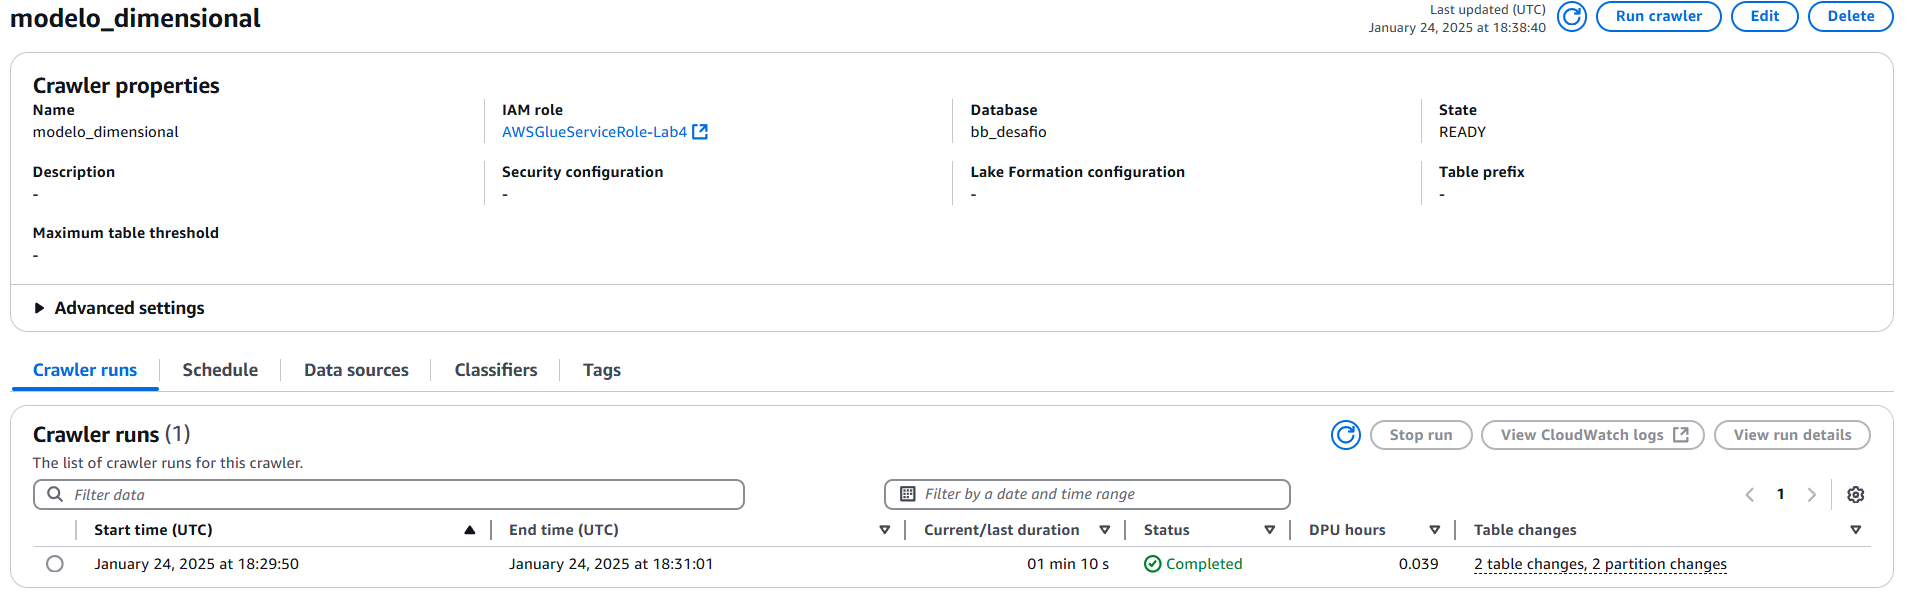 modelo_dimensional
Last updated (UTC)
January 24, 2025 at 18:38:40
Run crawler
Edit
Delete
Crawler properties
Name
modelo_dimensional
IAM role
AWSGlueServiceRole-Lab4
Database
bb_desafio
State
READY
Description
-
Security configuration
-
Lake Formation configuration
-
Table prefix
-
Maximum table threshold
-
Advanced settings
Crawler runs
Schedule
Data sources
Classifiers
Tags
Crawler runs (1)
The list of crawler runs for this crawler.
Stop run
View CloudWatch logs
View run details
Filter data
Filter by a date and time range
1
Start time (UTC) End time (UTC) Current/last duration Status DPU hours Table changes
January 24, 2025 at 18:29:50 January 24, 2025 at 18:31:01 01 min 10 s Completed 0.039 2 table changes, 2 partition changes